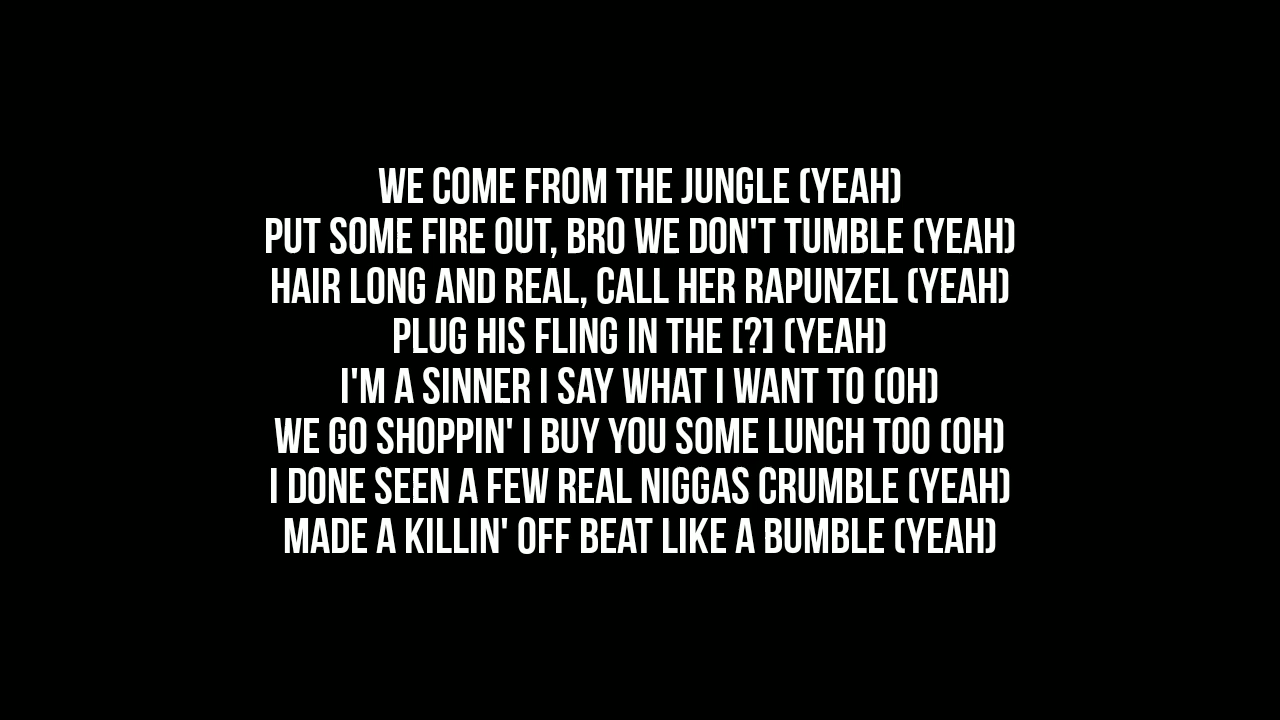 WE COME FROM THE JUNGLE (YEAH)
PUT SOME FIRE OUT, BRO WE DON'T TUMBLE (YEAH)
HAIR LONG AND REAL, CALL HER RAPUNZEL (YEAH)
PLUG HIS FLING IN THE [?] (YEAH)
I'M A SINNER I SAY WHAT I WANT TO (OH)
WE GO SHOPPIN' I BUY YOU SOME LUNCH TOO (OH)
I DONE SEEN A FEW REAL NIGGAS CRUMBLE (YEAH)
MADE A KILLIN' OFF BEAT LIKE A BUMBLE (YEAH)